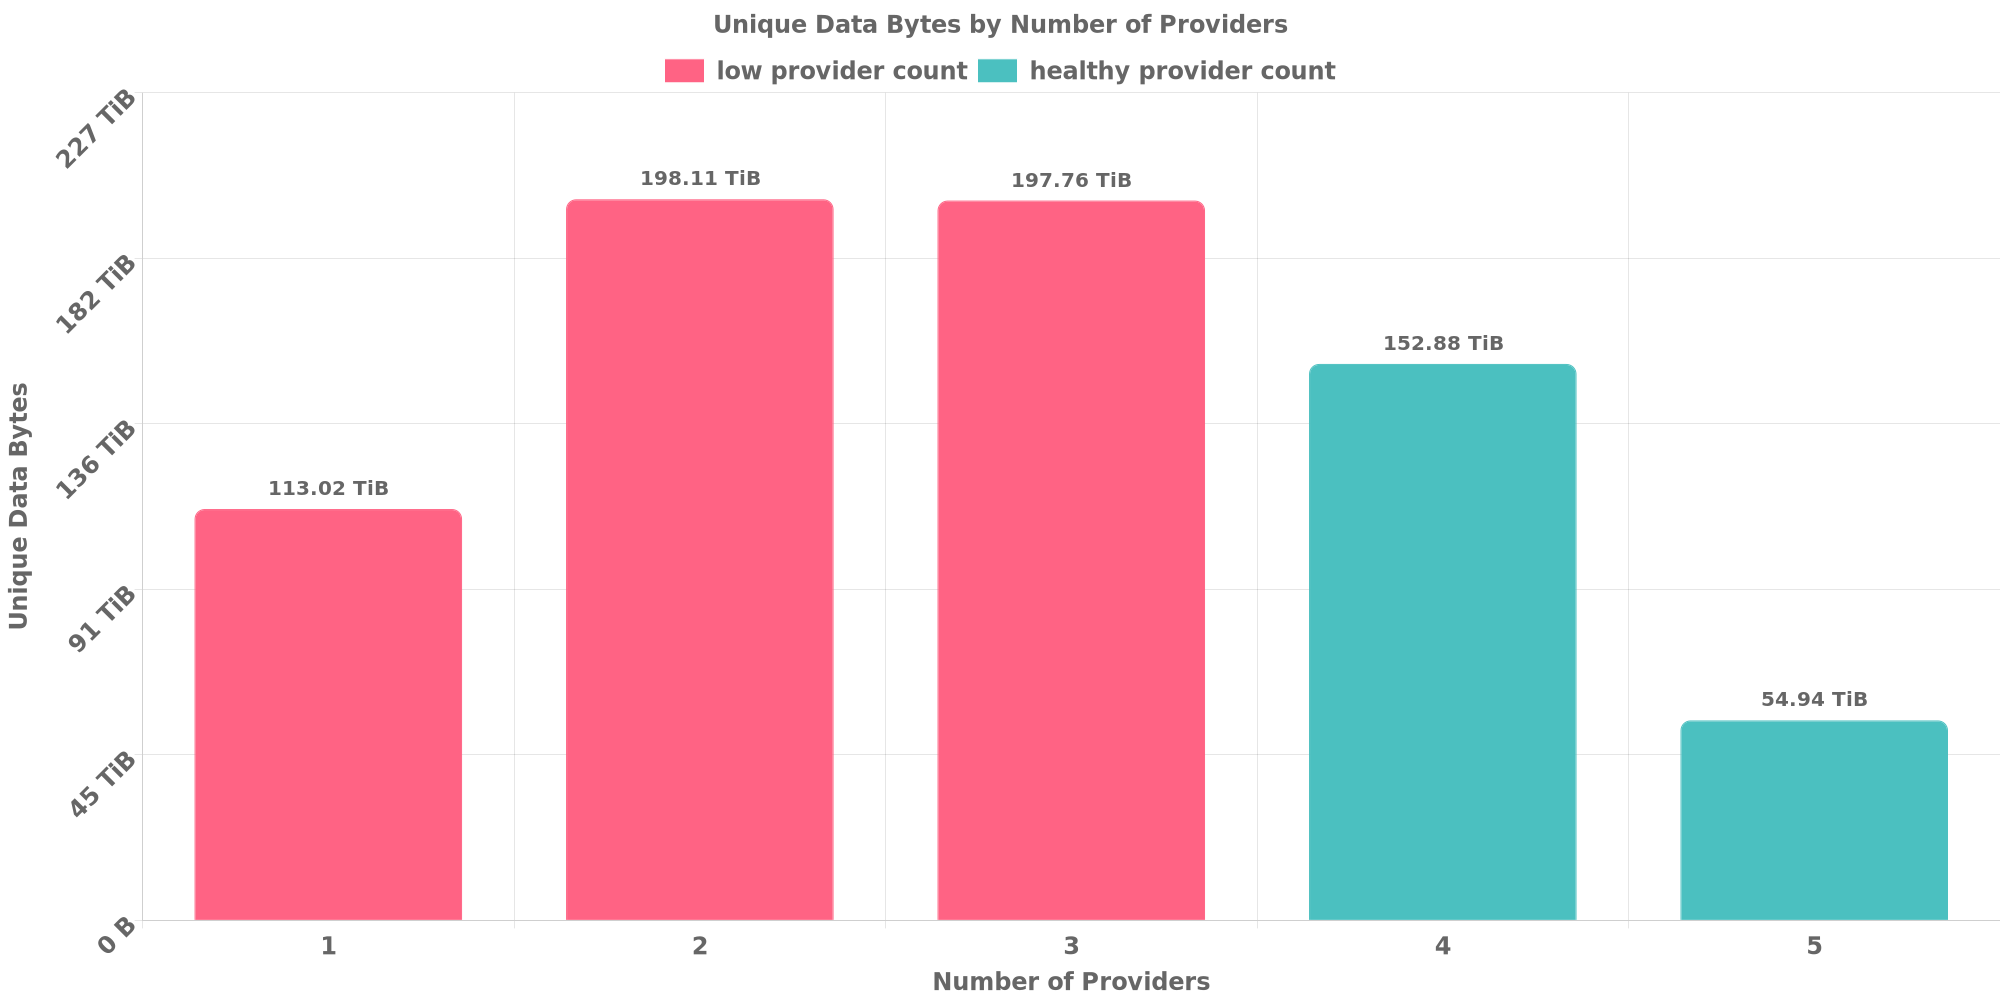 Unique Data Bytes by Number of Providers
low provider count healthy provider count
227 TiB
182 TiB
136 TiB
91 TiB
45 TiB
0 B
Unique Data Bytes
113.02 TiB
198.11 TiB
197.76 TiB
152.88 TiB
54.94 TiB
1 2 3 4 5
Number of Providers